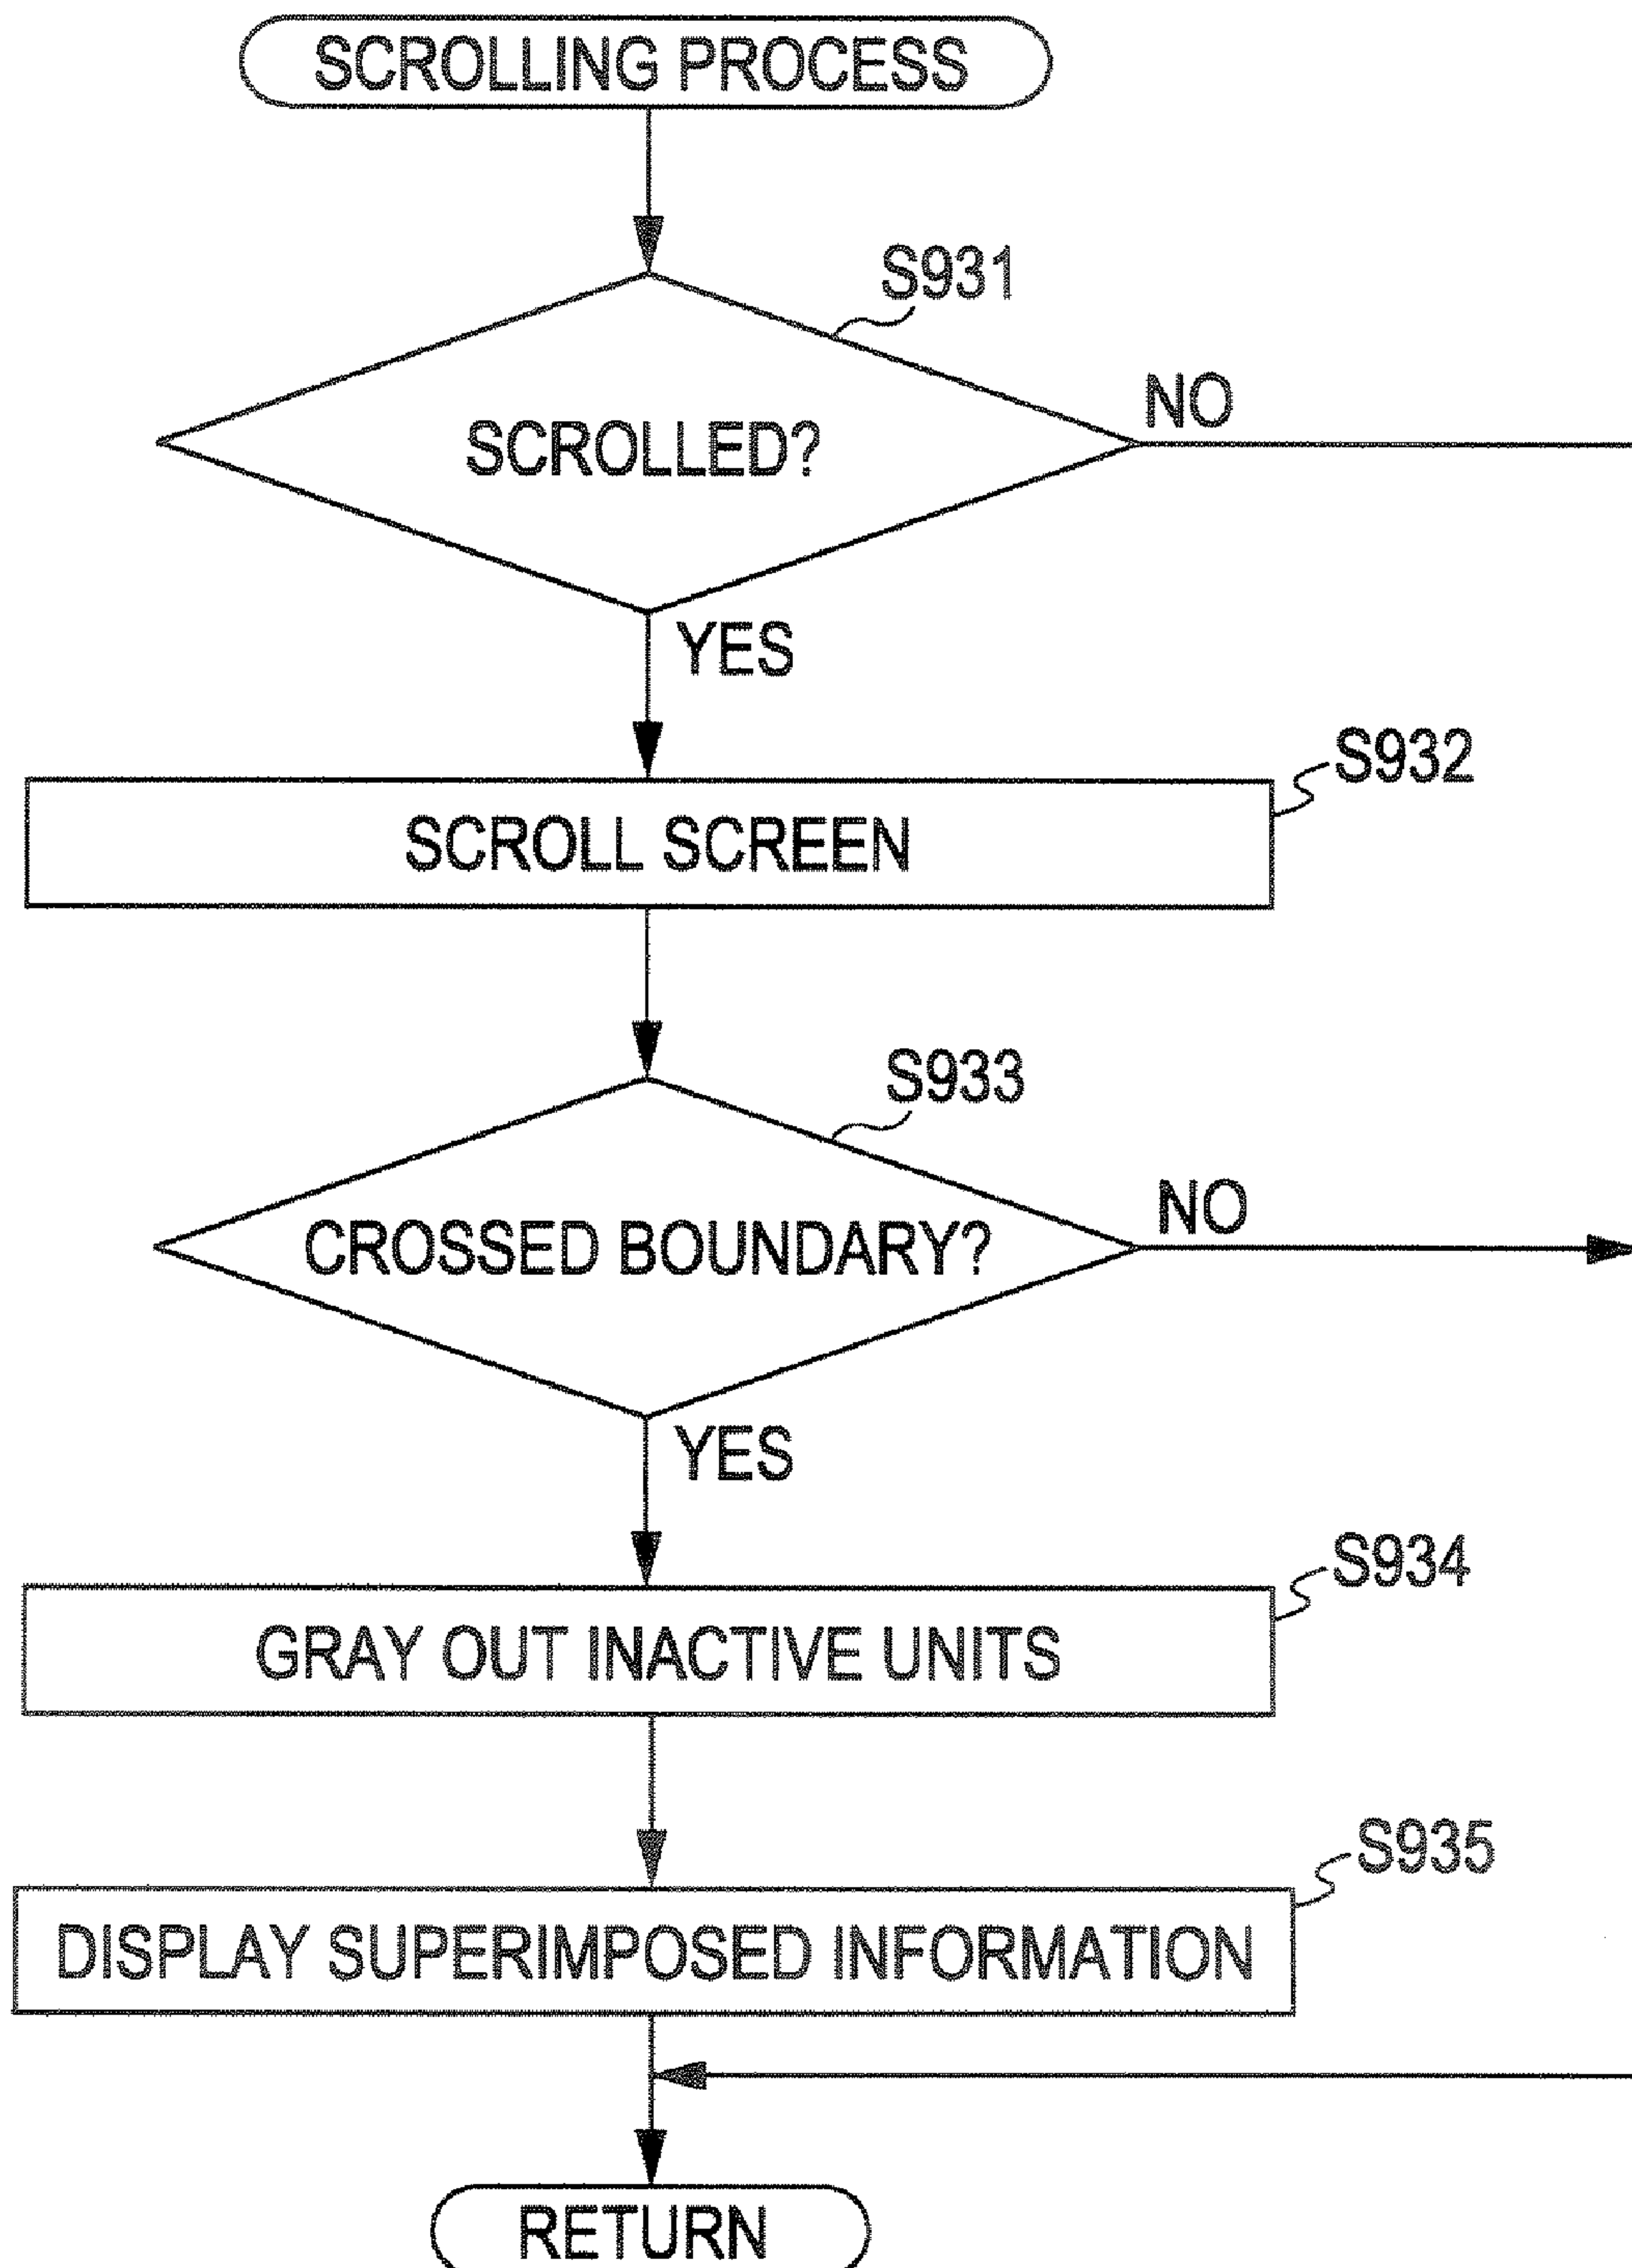 SCROLLING PROCESS
S931
SCROLLED?
NO
YES
S932
SCROLL SCREEN
S933
CROSSED BOUNDARY?
NO
YES
S934
GRAY OUT INACTIVE UNITS
S935
DISPLAY SUPERIMPOSED INFORMATION
RETURN